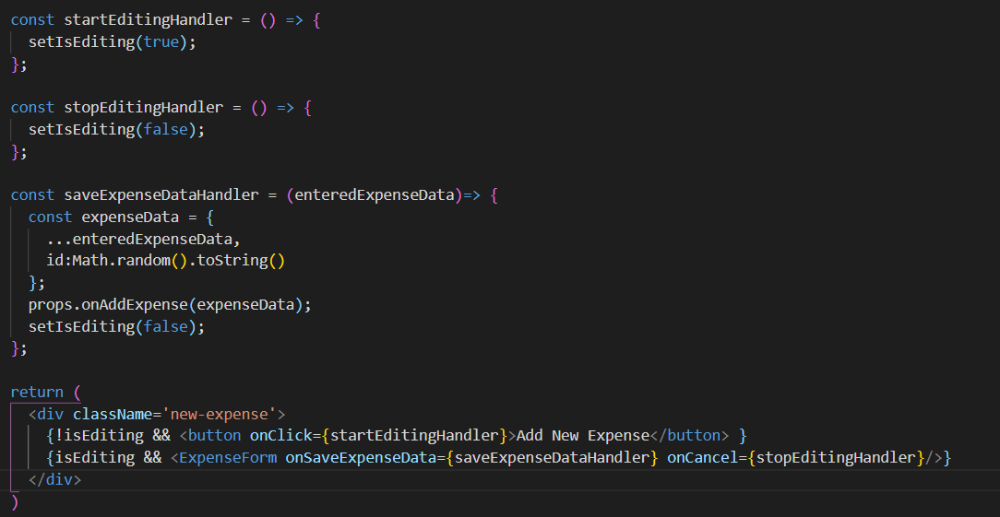 const startEditingHandler = () => {
  setIsEditing(true);
};

const stopEditingHandler = () => {
  setIsEditing(false);
};

const saveExpenseDataHandler = (enteredExpenseData)=> {
  const expenseData = {
    ...enteredExpenseData,
    id:Math.random().toString()
  };
  props.onAddExpense(expenseData);
  setIsEditing(false);
};

return (
  <div className='new-expense'>
    {!isEditing && <button onClick={startEditingHandler}>Add New Expense</button> }
    {isEditing && <ExpenseForm onSaveExpenseData={saveExpenseDataHandler} onCancel={stopEditingHandler}/>}
  </div>
)